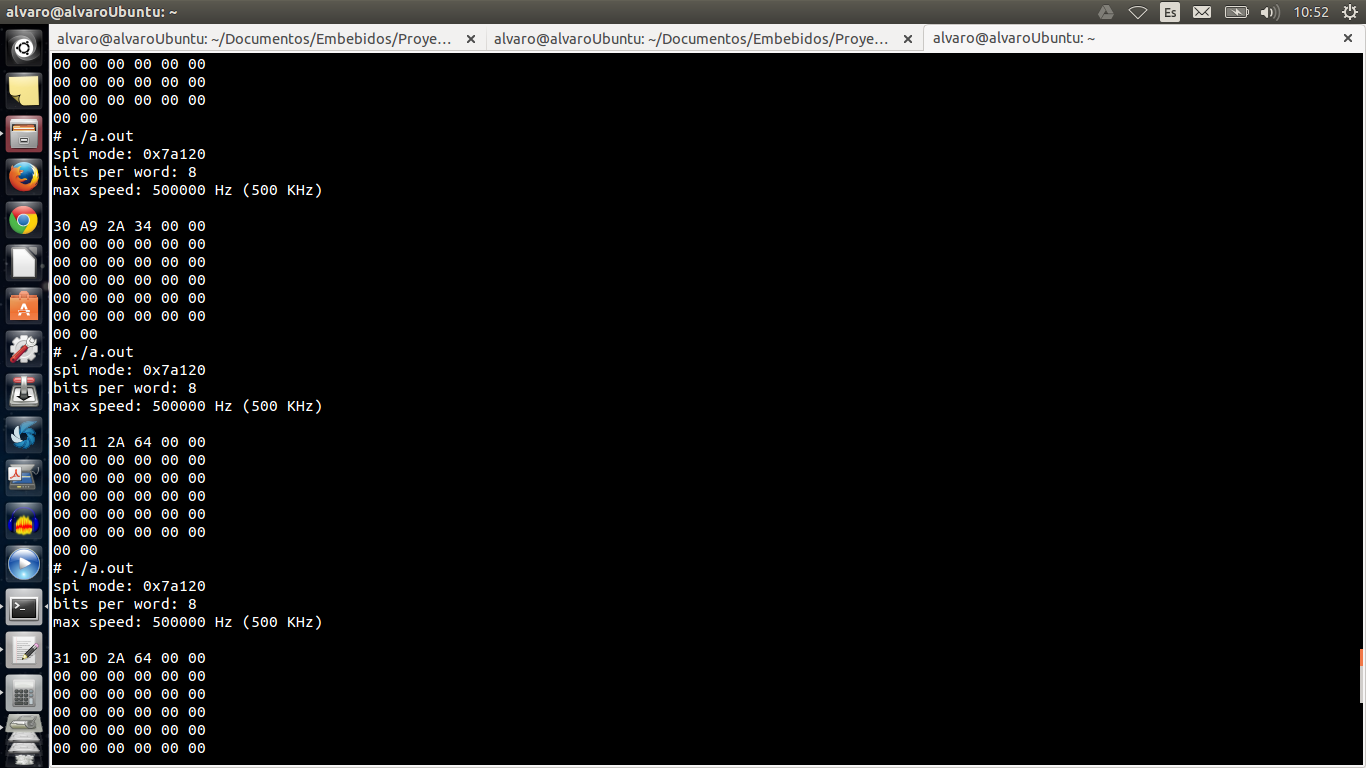 alvaro@alvaroUbuntu: ~
Es
10:52
alvaro@alvaroUbuntu: ~/Documentos/Embebidos/Proye...
alvaro@alvaroUbuntu: ~/Documentos/Embebidos/Proye...
alvaro@alvaroUbuntu: ~
00 00 00 00 00 00
00 00 00 00 00 00
00 00 00 00 00 00
00 00
# ./a.out
spi mode: 0x7a120
bits per word: 8
max speed: 500000 Hz (500 KHz)
30 A9 2A 34 00 00
00 00 00 00 00 00
00 00 00 00 00 00
00 00 00 00 00 00
00 00 00 00 00 00
00 00 00 00 00 00
00 00
# ./a.out
spi mode: 0x7a120
bits per word: 8
max speed: 500000 Hz (500 KHz)
30 11 2A 64 00 00
00 00 00 00 00 00
00 00 00 00 00 00
00 00 00 00 00 00
00 00 00 00 00 00
00 00 00 00 00 00
00 00
# ./a.out
spi mode: 0x7a120
bits per word: 8
max speed: 500000 Hz (500 KHz)
31 0D 2A 64 00 00
00 00 00 00 00 00
00 00 00 00 00 00
00 00 00 00 00 00
00 00 00 00 00 00
00 00 00 00 00 00